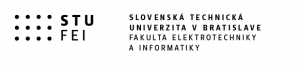 STU
FEI
SLOVENSKÁ TECHNICKÁ
UNIVERZITA V BRATISLAVE
FAKULTA ELEKTROTECHNIKY
A INFORMATIKY